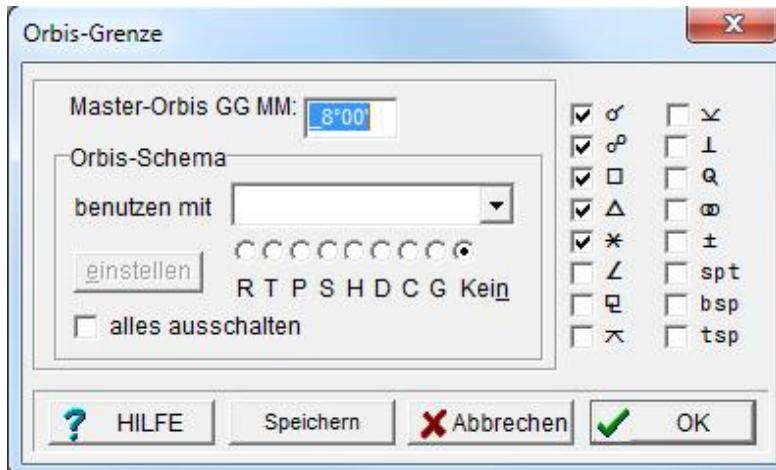 Orbis-Grenze
Master-Orbis GG MM: _8°00'
Orbis-Schema
benutzen mit
einstellen
R T P S H D C G Kein
alles ausschalten
☌ ⚺
☍ ⊥
□ Q
△ ∞
⚹ ±
∠ spt
⚼ bsp
⚻ tsp
? HILFE Speichern Abbrechen OK